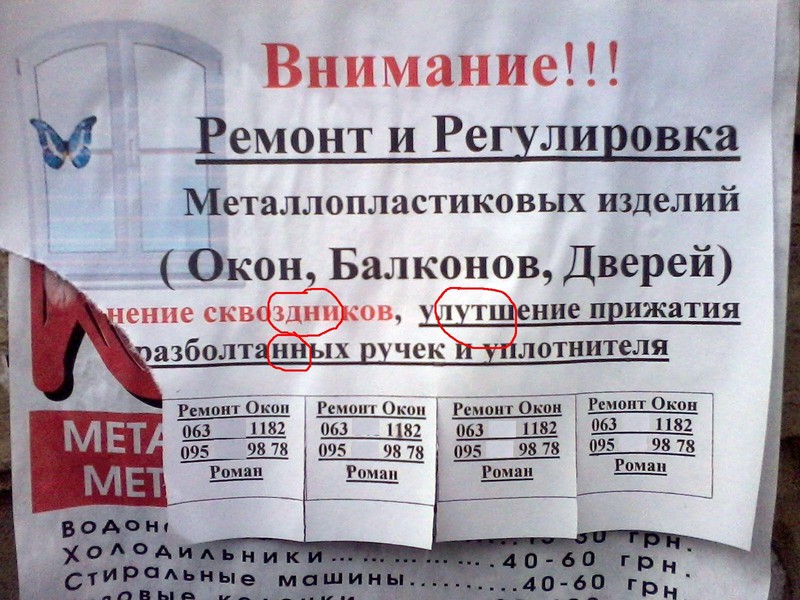 Внимание!!!
Ремонт и Регулировка
Металлопластиковых изделий
( Окон, Балконов, Дверей)
нение сквоздников, улутшение прижатия
разболтанных ручек и уплотнителя
Ремонт Окон Ремонт Окон Ремонт Окон Ремонт Окон
063 1182 063 1182 063 1182 063 1182
095 98 78 095 98 78 095 98 78 095 98 78
Роман Роман Роман Роман
МЕТА
МЕТ
Водон
Холодильники..............40-60 грн.
Стиральные машины..........40-60 грн.